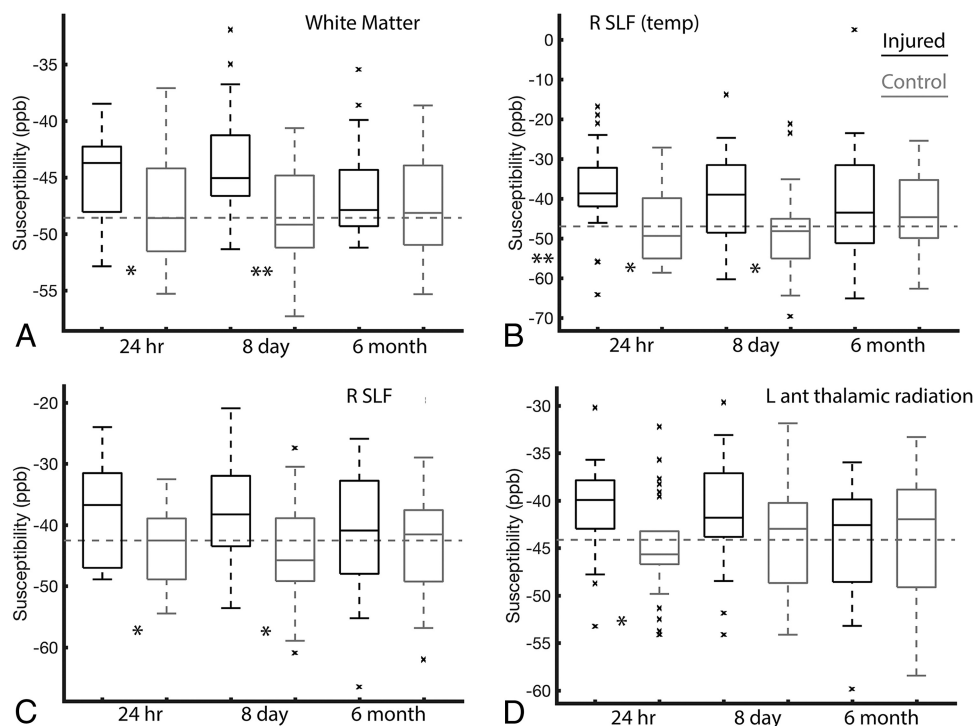 White Matter
Susceptibility (ppb)
-35
-40
-45
-50
-55
*
**
A
24 hr 8 day 6 month
R SLF (temp)
Injured
Control
Susceptibility (ppb)
0
-10
-20
-30
-40
-50
-60
-70
**
*
*
B
24 hr 8 day 6 month
R SLF
Susceptibility (ppb)
-20
-30
-40
-50
-60
*
*
C
24 hr 8 day 6 month
L ant thalamic radiation
Susceptibility (ppb)
-30
-35
-40
-45
-50
-55
-60
*
D
24 hr 8 day 6 month